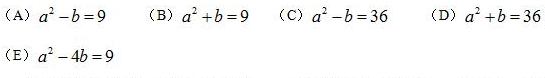 （A）a²−b=9 （B）a²+b=9 （C）a²−b=36 （D）a²+b=36
（E）a²−4b=9